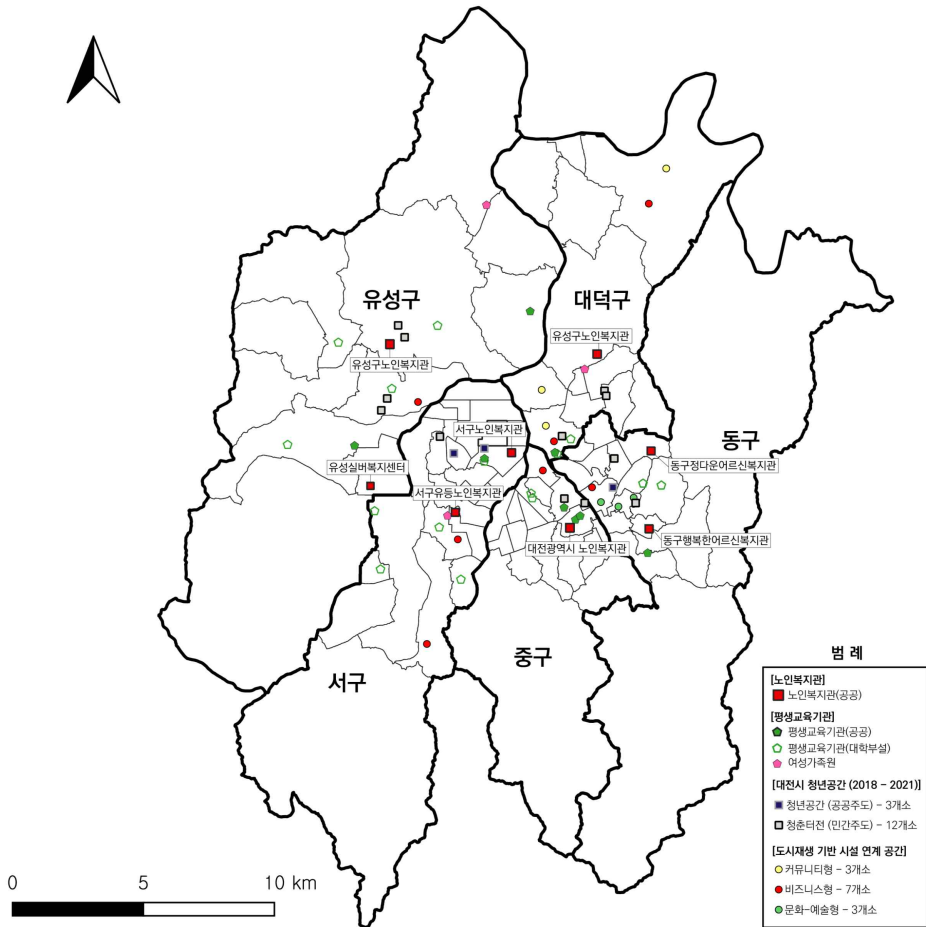 유성구
대덕구
유성구노인복지관
유성구노인복지관
서구노인복지관
동구
동구정다운어르신복지관
유성실버복지센터
서구유등노인복지관
대전광역시 노인복지관
동구행복한어르신복지관
중구
서구
범 례
[노인복지관]
노인복지관(공공)
[평생교육기관]
평생교육기관(공공)
평생교육기관(대학부설)
여성가족원
[대전시 청년공간 (2018 - 2021)]
청년공간 (공공주도) - 3개소
청춘터전 (민간주도) - 12개소
[도시재생 기반 시설 연계 공간]
커뮤니티형 - 3개소
비즈니스형 - 7개소
문화-예술형 - 3개소
0 5 10 km